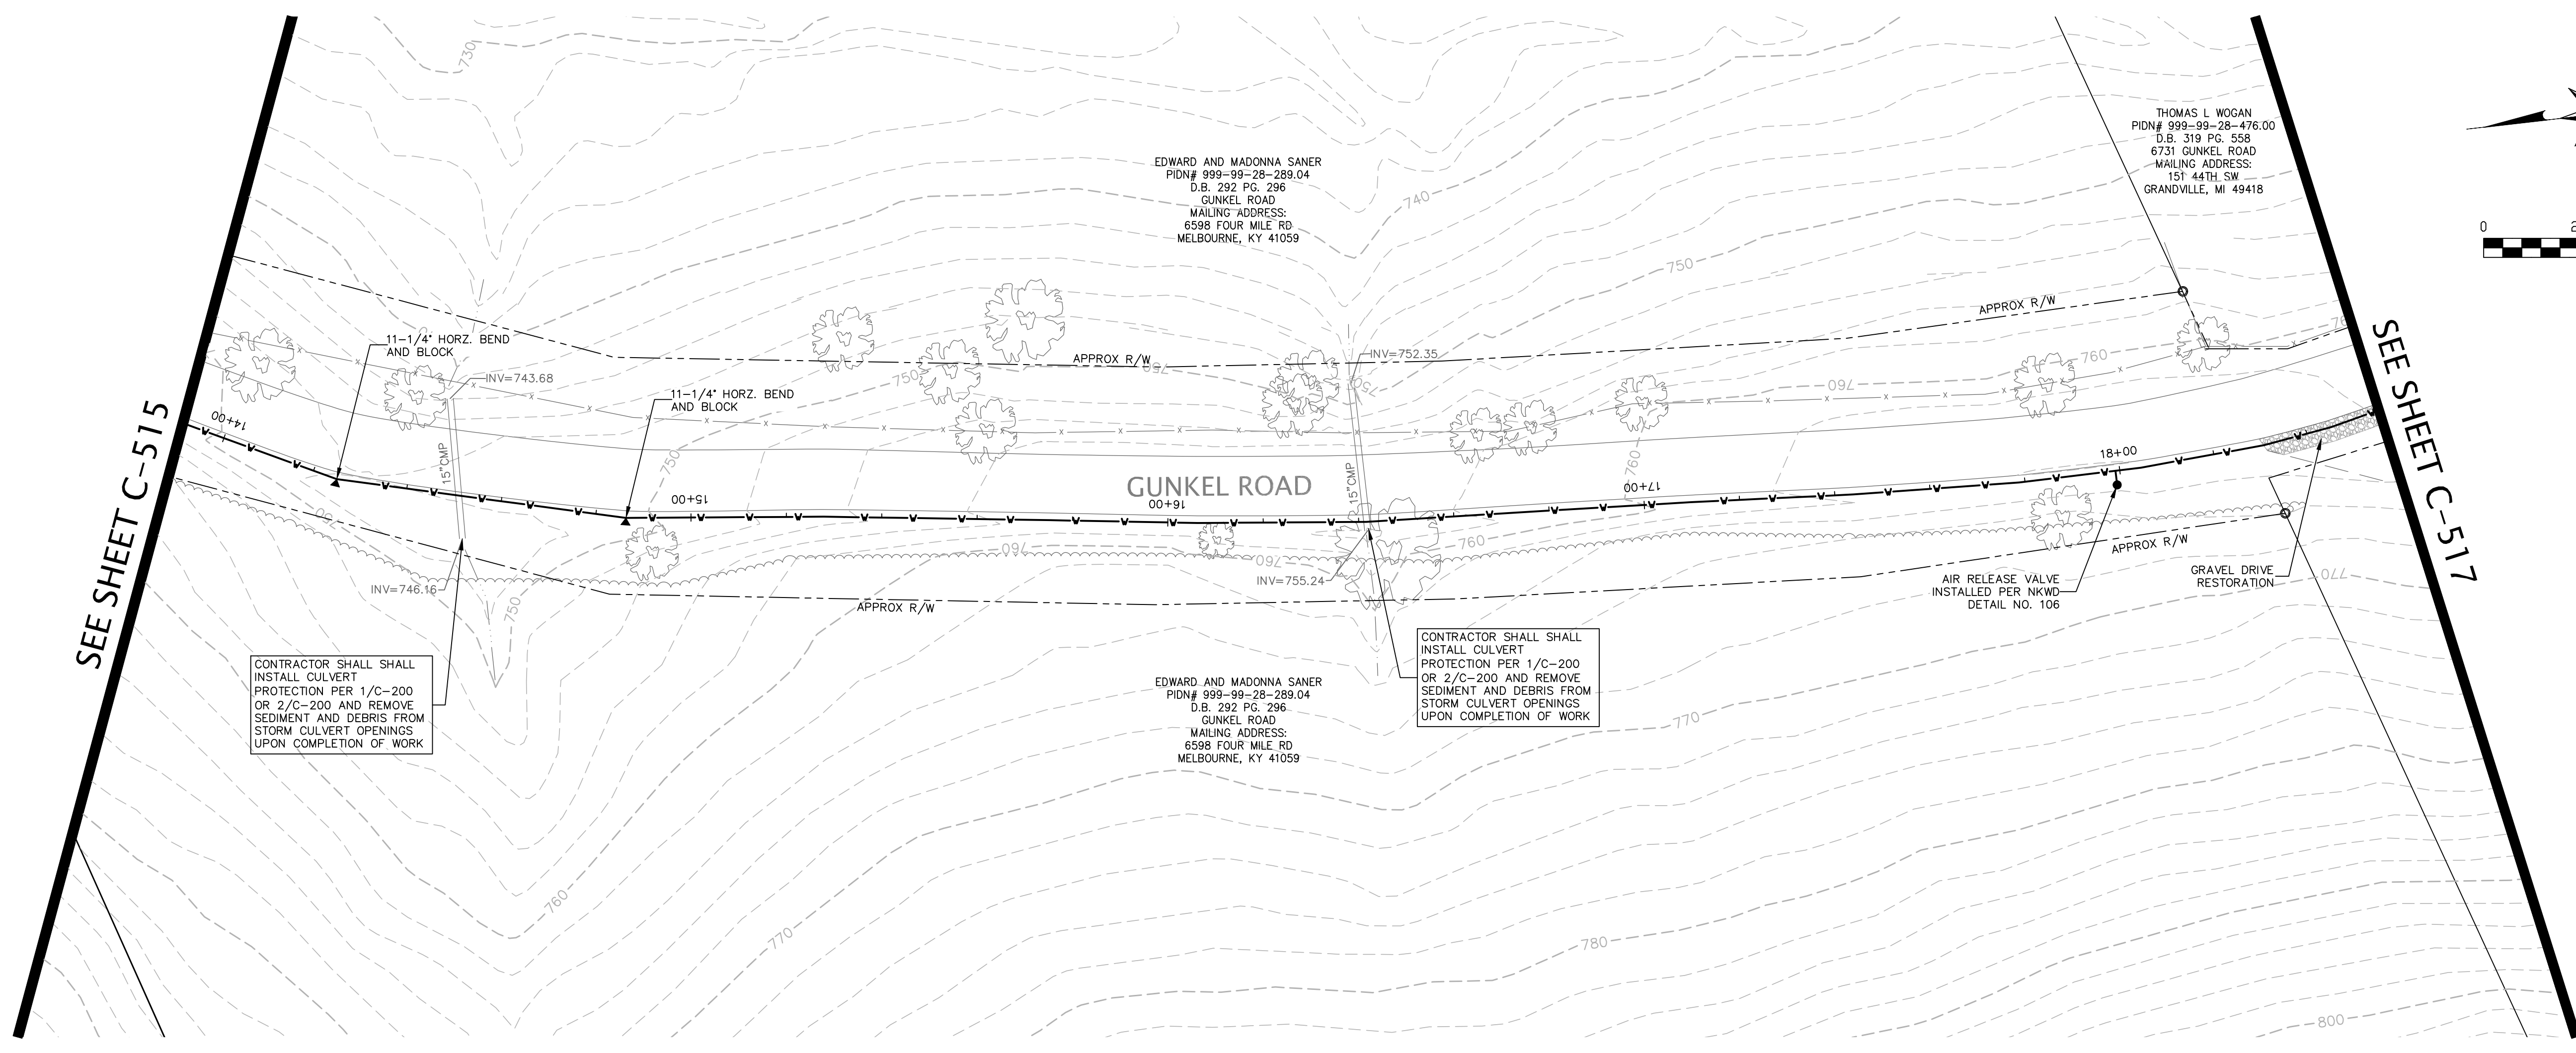 730
THOMAS L WOGAN
PIDN# 999-99-28-476.00
D.B. 319 PG. 558
6731 GUNKEL ROAD
MAILING ADDRESS:
151 44TH SW
GRANDVILLE, MI 49418
EDWARD AND MADONNA SANER
PIDN# 999-99-28-289.04
D.B. 292 PG. 296
GUNKEL ROAD
MAILING ADDRESS:
6598 FOUR MILE RD
MELBOURNE, KY 41059
740
750
0
APPROX R/W
11-1/4° HORZ. BEND
AND BLOCK
INV=743.68
11-1/4° HORZ. BEND
AND BLOCK
750
APPROX R/W
750
INV=752.35
750
760
760
SEE SHEET C-515
14+00
15"CMP
750
15+00
GUNKEL ROAD
16+00
15"CMP
17+00
760
18+00
SEE SHEET C-517
760
INV=746.16
750
760
760
INV=755.24
760
APPROX R/W
APPROX R/W
AIR RELEASE VALVE
INSTALLED PER NKWD
DETAIL NO. 106
GRAVEL DRIVE
RESTORATION
770
CONTRACTOR SHALL SHALL
INSTALL CULVERT
PROTECTION PER 1/C-200
OR 2/C-200 AND REMOVE
SEDIMENT AND DEBRIS FROM
STORM CULVERT OPENINGS
UPON COMPLETION OF WORK
EDWARD AND MADONNA SANER
PIDN# 999-99-28-289.04
D.B. 292 PG. 296
GUNKEL ROAD
MAILING ADDRESS:
6598 FOUR MILE RD
MELBOURNE, KY 41059
CONTRACTOR SHALL SHALL
INSTALL CULVERT
PROTECTION PER 1/C-200
OR 2/C-200 AND REMOVE
SEDIMENT AND DEBRIS FROM
STORM CULVERT OPENINGS
UPON COMPLETION OF WORK
770
760
770
780
800